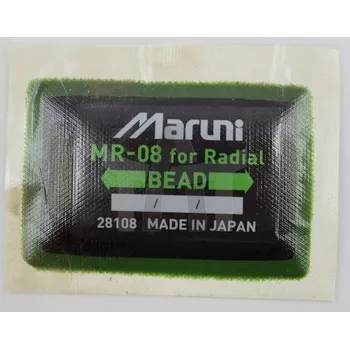 Maruni
MR-08 for Radial
BEAD
/ /
28108 MADE IN JAPAN